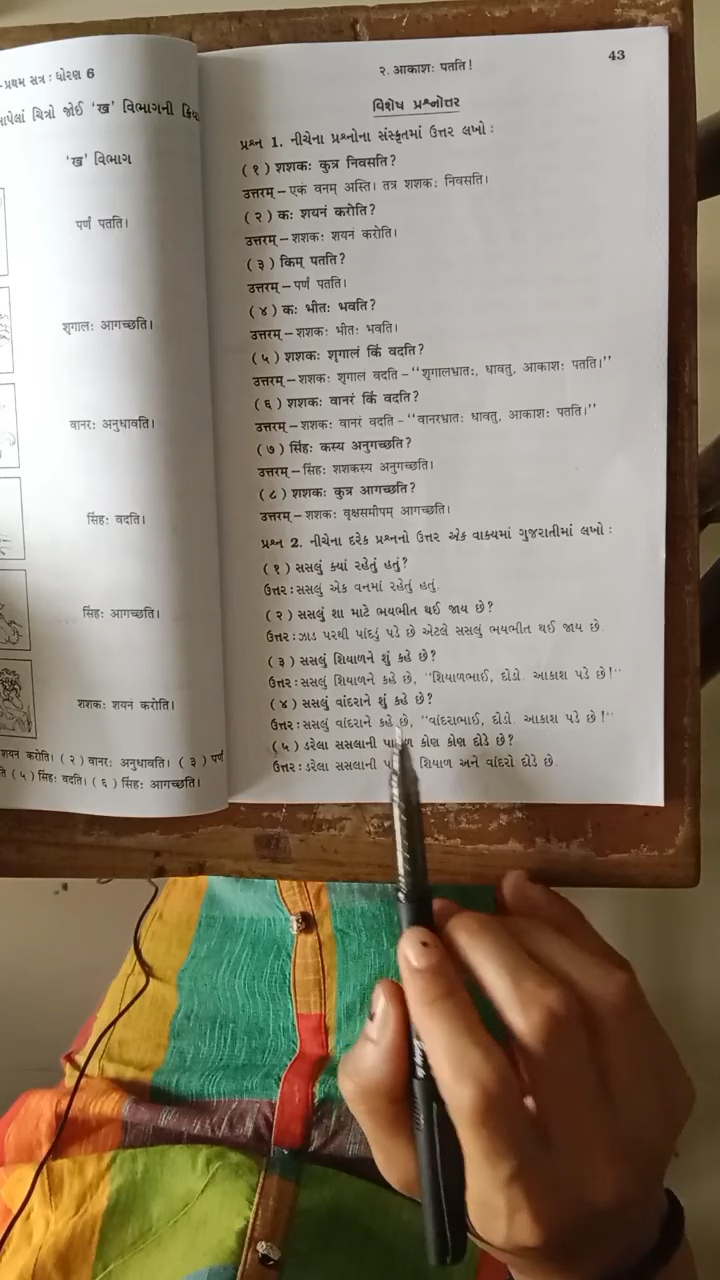 -પ્રથમ સત્ર : ધોરણ 6
ચિત્રો જોઈ ‘ख’ વિભાગની
‘ख’ વિભાગ
पर्णं पतति।
शृगालः आगच्छति।
वानरः अनुधावति।
सिंहः वदति।
सिंहः आगच्छति।
शशकः शयनं करोति।
शयनं करोति। ( २ ) वानरः अनुधावति। ( ३ ) पर्णं
( ५ ) सिंहः वदति। ( ६ ) सिंहः आगच्छति।
૨. આકાશઃ પતતિ !
43
વિશેષ પ્રશ્નોત્તર
પ્રશ્ન 1. નીચેના પ્રશ્નોના સંસ્કૃતમાં ઉત્તર લખો :
( १ ) शशकः कुत्र निवसति?
उत्तरम् – एकं वनम् अस्ति। तत्र शशकः निवसति।
( २ ) कः शयनं करोति?
उत्तरम् – शशकः शयनं करोति।
( ३ ) किम् पतति?
उत्तरम् – पर्णं पतति।
( ४ ) कः भीतः भवति?
उत्तरम् – शशकः भीतः भवति।
( ५ ) शशकः शृगालं किं वदति?
उत्तरम् – शशकः शृगालं वदति – “शृगालभ्रातः, धावतु, आकाशः पतति।”
( ६ ) शशकः वानरं किं वदति?
उत्तरम् – शशकः वानरं वदति – “वानरभ्रातः धावतु, आकाशः पतति।”
( ७ ) सिंहः कस्य अनुगच्छति?
उत्तरम् – सिंहः शशकस्य अनुगच्छति।
( ८ ) शशकः कुत्र आगच्छति?
उत्तरम् – शशकः वृक्षसमीपम् आगच्छति।
પ્રશ્ન 2. નીચેના દરેક પ્રશ્નનો ઉત્તર એક વાક્યમાં ગુજરાતીમાં લખો :
( ૧ ) સસલું ક્યાં રહેતું હતું?
ઉત્તર : સસલું એક વનમાં રહેતું હતું.
( ૨ ) સસલું શા માટે ભયભીત થઈ જાય છે?
ઉત્તર : ઝાડ પરથી પાંદડું પડે છે એટલે સસલું ભયભીત થઈ જાય છે.
( ૩ ) સસલું શિયાળને શું કહે છે?
ઉત્તર : સસલું શિયાળને કહે છે, “શિયાળભાઈ, દોડો. આકાશ પડે છે!”
( ૪ ) સસલું વાંદરાને શું કહે છે?
ઉત્તર : સસલું વાંદરાને કહે છે, “વાંદરાભાઈ, દોડો. આકાશ પડે છે !”
( ૫ ) ડરેલા સસલાની કોણ કોણ દોડે છે?
ઉત્તર : ડરેલા સસલાની શિયાળ અને વાંદરો દોડે છે.